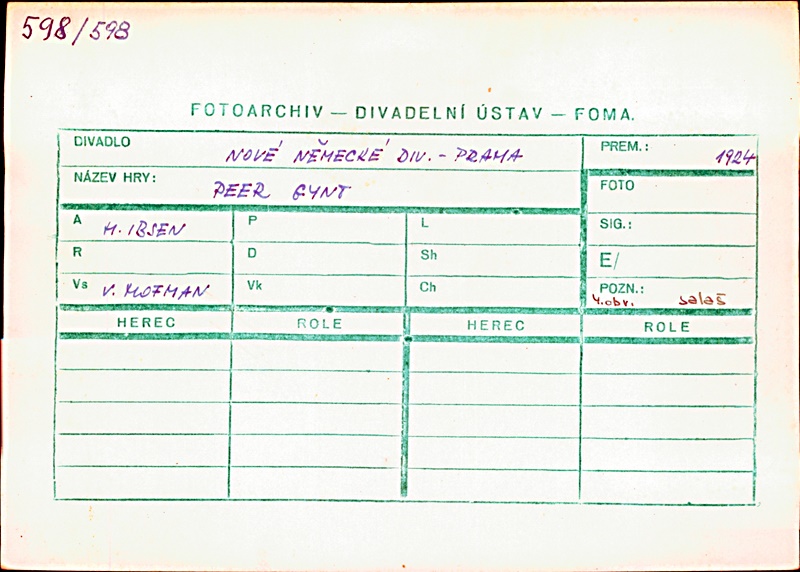 598/598
FOTOARCHIV — DIVADELNÍ ÚSTAV — FOMA.
DIVADLO NOVÉ NĚMECKÉ DIV. - PRAHA
PREM.: 1924
NÁZEV HRY: PEER GYNT
FOTO
A H. IBSEN
P
L
SIG.:
R
D
Sh
E/
Vs V. HOFMAN
Vk
Ch
POZN.:
4. obr. salaš
HEREC ROLE HEREC ROLE